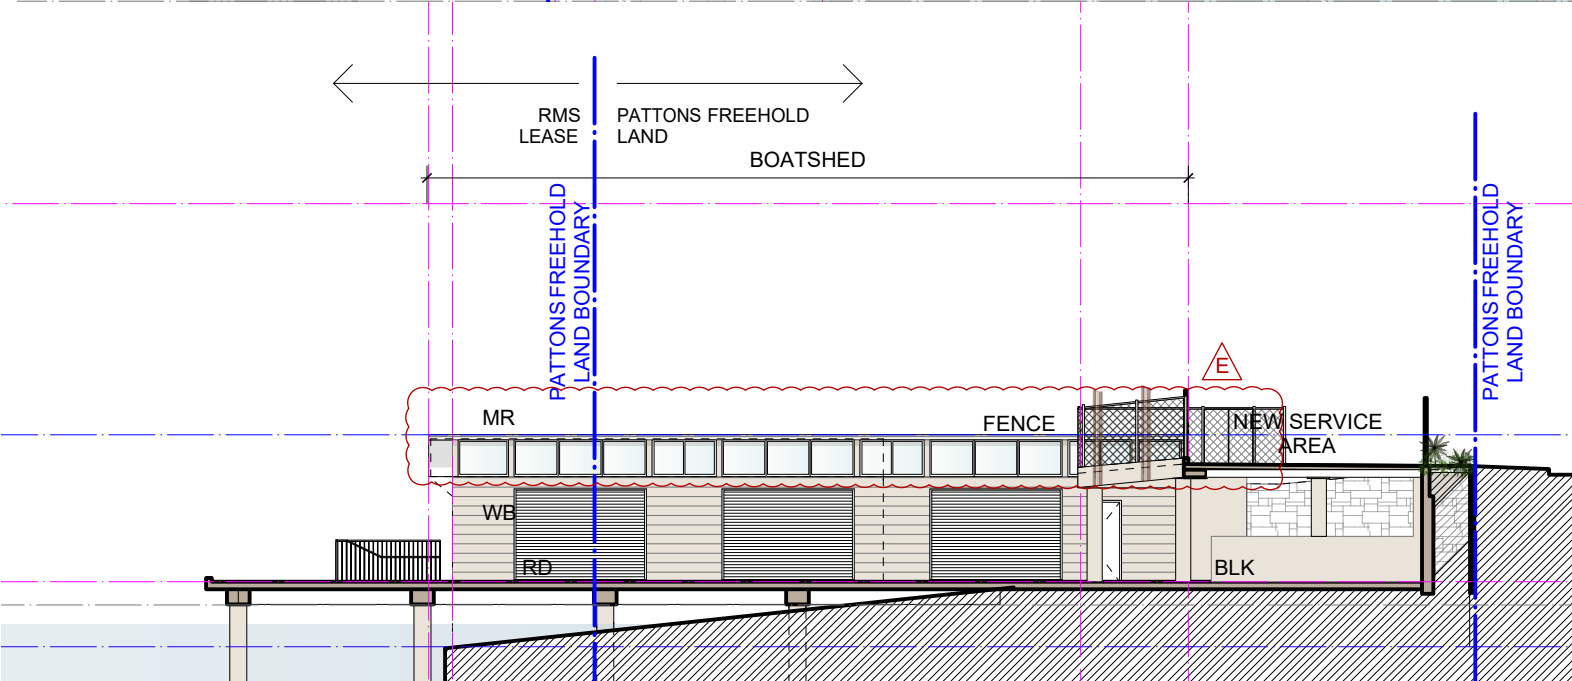 RMS
LEASE
PATTONS FREEHOLD
LAND
BOATSHED
PATTONS FREEHOLD
LAND BOUNDARY
PATTONS FREEHOLD
LAND BOUNDARY
E
MR
FENCE
NEW SERVICE
AREA
WB
RD
BLK